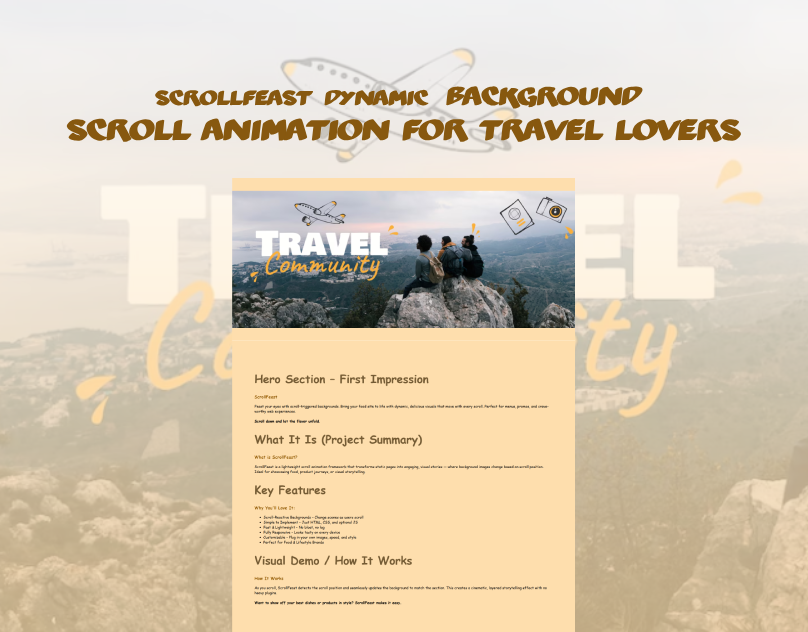 SCROLLFEAST DYNAMIC BACKGROUND
SCROLL ANIMATION FOR TRAVEL LOVERS
TRAVEL
Community
Hero Section - First Impression
ScrollFeast
Feast your eyes with scroll-triggered backgrounds. Bring your food site to life with dynamic, delicious visuals that move with every scroll. Perfect for menus, promos, and crave-
worthy web experiences.
Scroll down and let the flavor unfold.
What It Is (Project Summary)
What is ScrollFeast?
ScrollFeast is a lightweight scroll animation framework that transforms static pages into engaging, visual stories — where background images change based on scroll position.
Ideal for showcasing food, product journeys, or visual storytelling.
Key Features
Why You'll Love It:
• Scroll-Reactive Backgrounds – Change scenes as users scroll
• Simple to Implement – Just HTML, CSS, and optional JS
• Fast & Lightweight – No bloat, no lag
• Fully Responsive – Looks tasty on every device
• Customizable – Plug in your own images, speed, and style
• Perfect for Food & Lifestyle Brands
Visual Demo / How It Works
How It Works
As you scroll, ScrollFeast detects the scroll position and seamlessly updates the background to match the section. This creates a cinematic, layered storytelling effect with no
heavy plugins.
Want to show off your best dishes or products in style? ScrollFeast makes it easy.